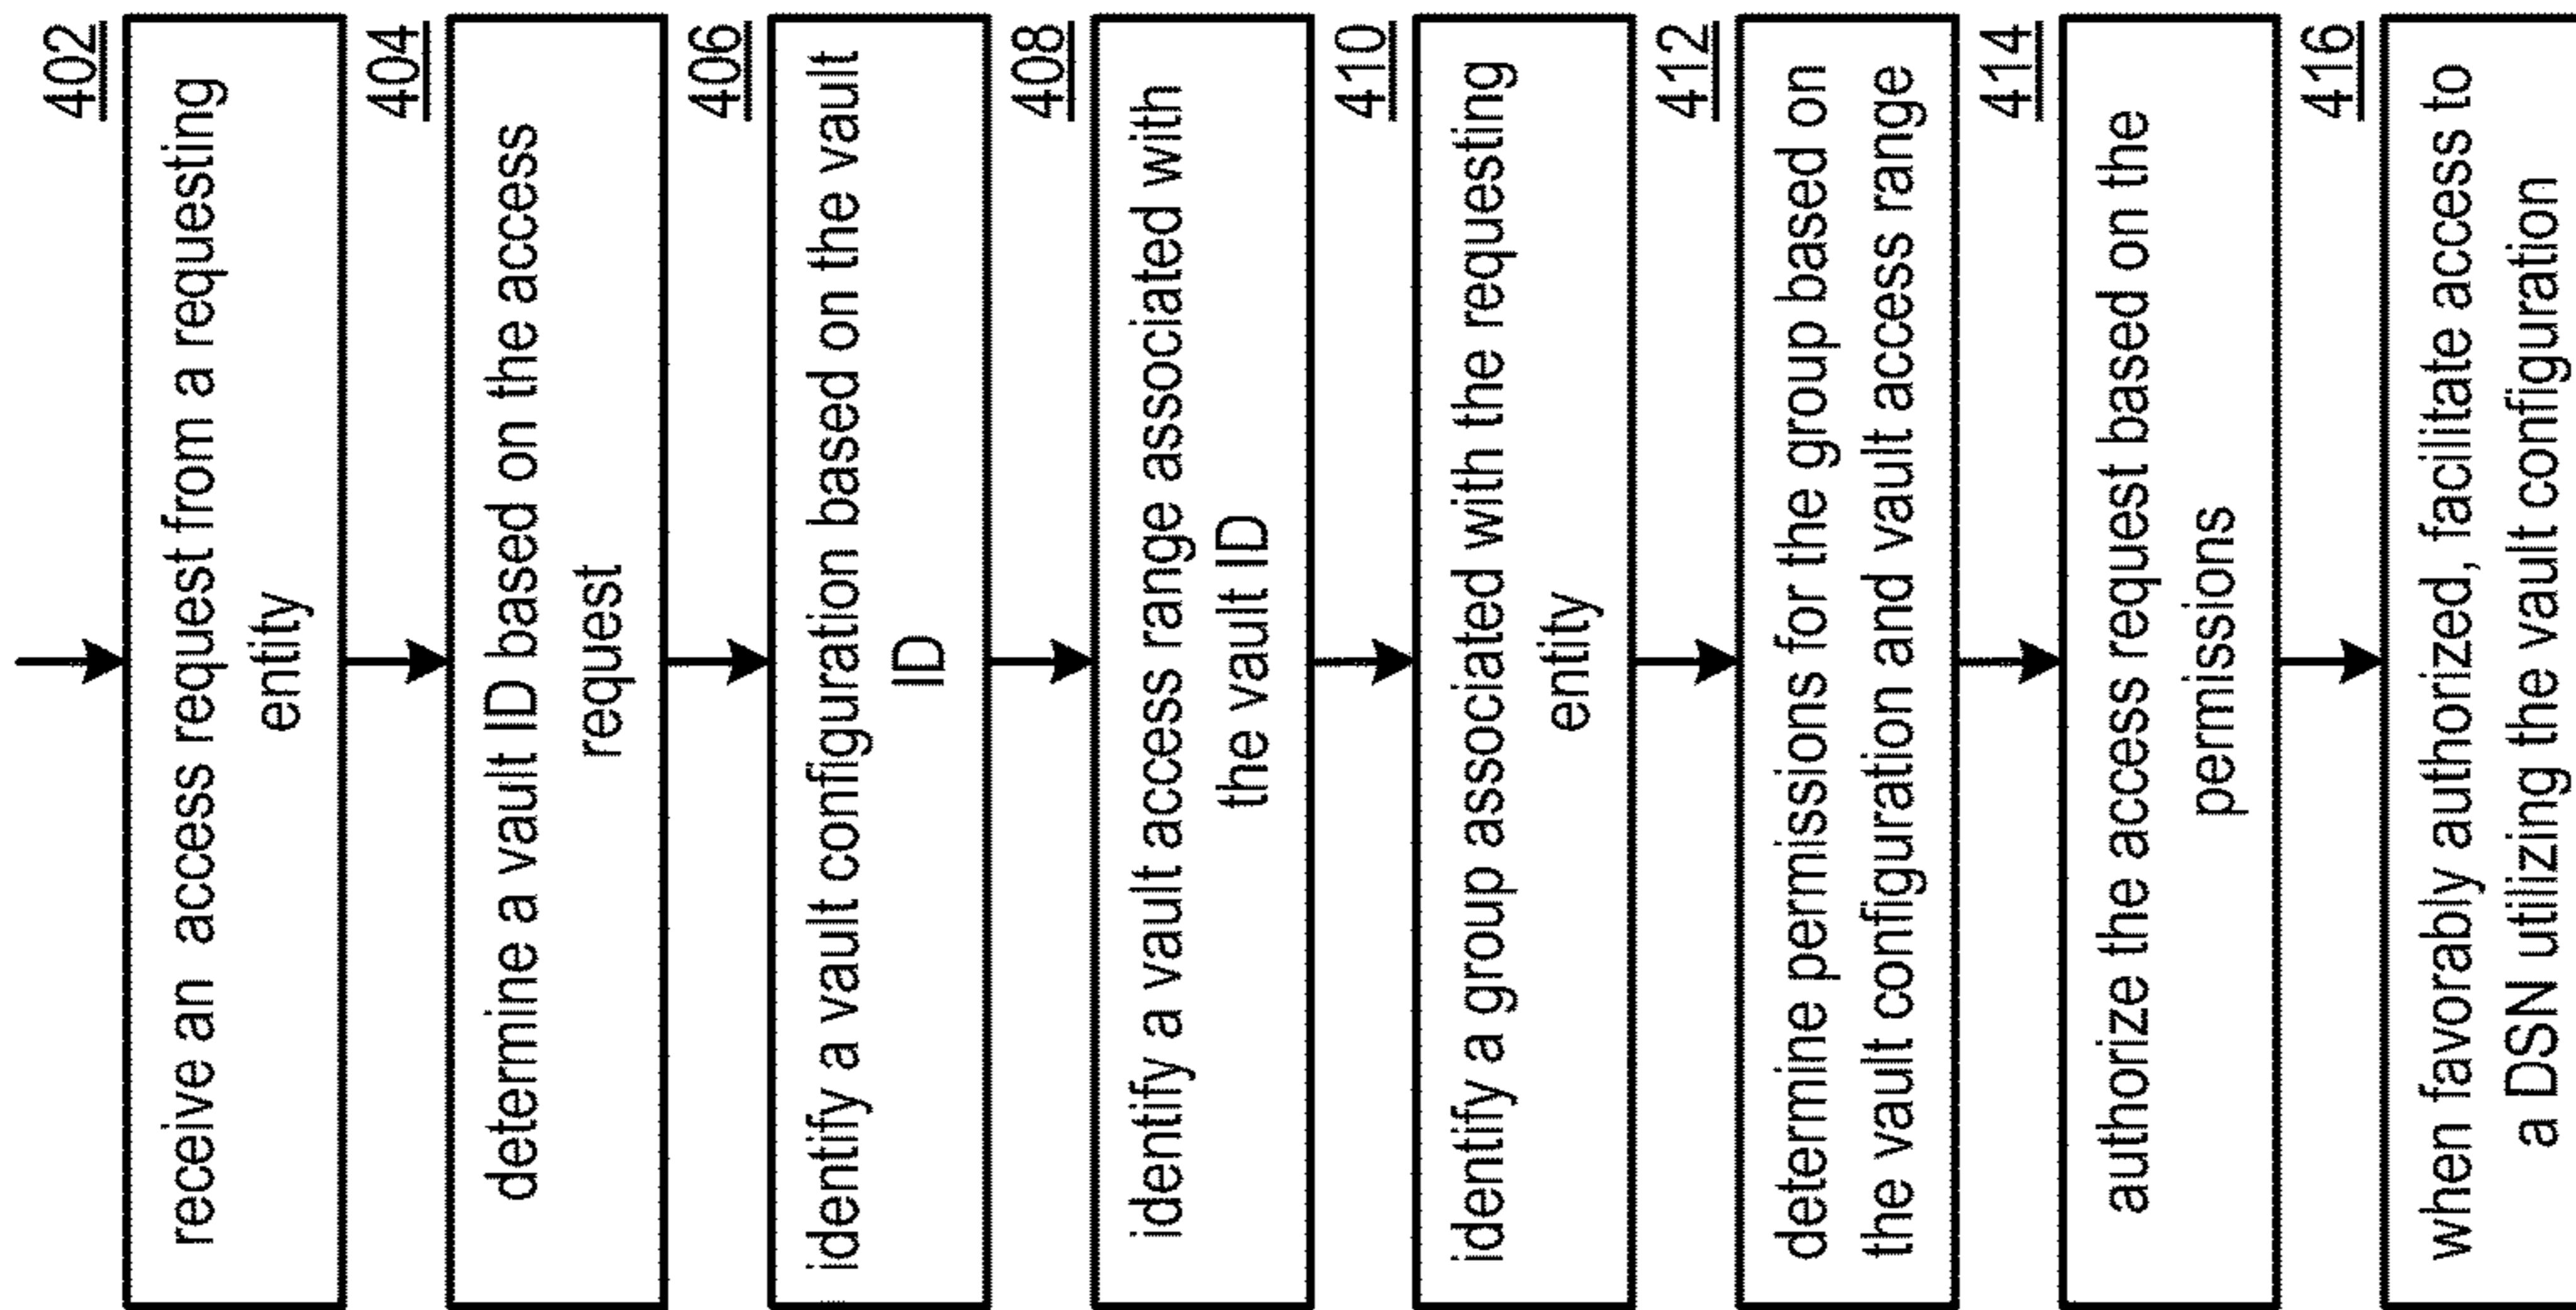 402
receive an access request from a requesting
entity
404
determine a vault ID based on the access
request
406
identify a vault configuration based on the vault
ID
408
identify a vault access range associated with
the vault ID
410
identify a group associated with the requesting
entity
412
determine permissions for the group based on
the vault configuration and vault access range
414
authorize the access request based on the
permissions
416
when favorably authorized, facilitate access to
a DSN utilizing the vault configuration